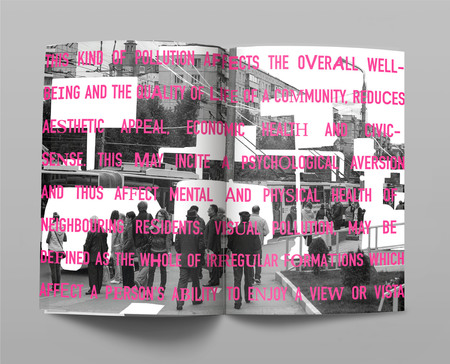 THIS KIND OF POLLUTION AFFECTS THE OVERALL WELL-
BEING AND THE QUALITY OF LIFE OF A COMMUNITY. REDUCES
AESTHETIC APPEAL, ECONOMIC HEALTH AND CIVIC-
SENSE. THIS MAY INCITE A PSYCHOLOGICAL AVERSION
AND THUS AFFECT MENTAL AND PHYSICAL HEALTH OF
NEIGHBOURING RESIDENTS. VISUAL POLLUTION MAY BE
DEFINED AS THE WHOLE OF IRREGULAR FORMATIONS WHICH
AFFECT A PERSON'S ABILITY TO ENJOY A VIEW OR VISTA